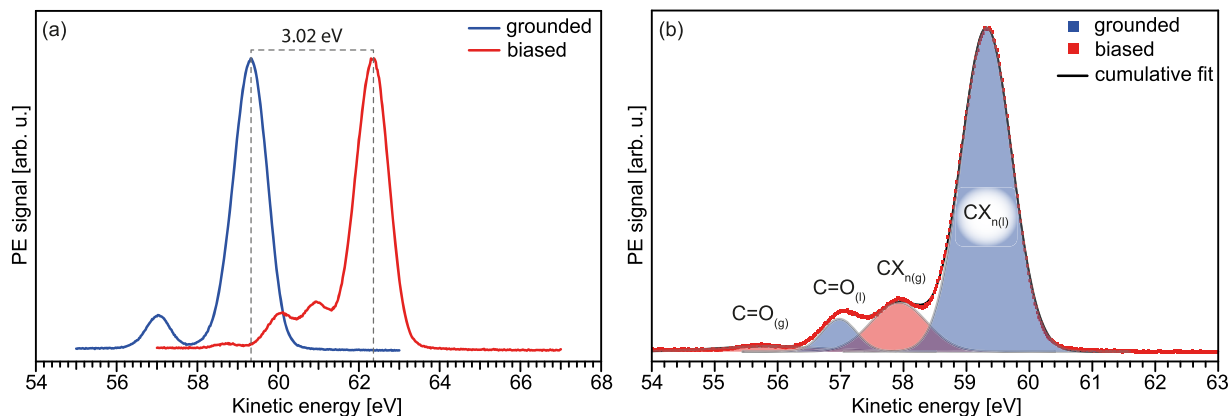 (a)
3.02 eV
grounded
biased
PE signal [arb. u.]
54 56 58 60 62 64 66 68
Kinetic energy [eV]
(b)
grounded
biased
cumulative fit
CXn(l)
CXn(g)
C=O(l)
C=O(g)
PE signal [arb. u.]
54 55 56 57 58 59 60 61 62 63
Kinetic energy [eV]